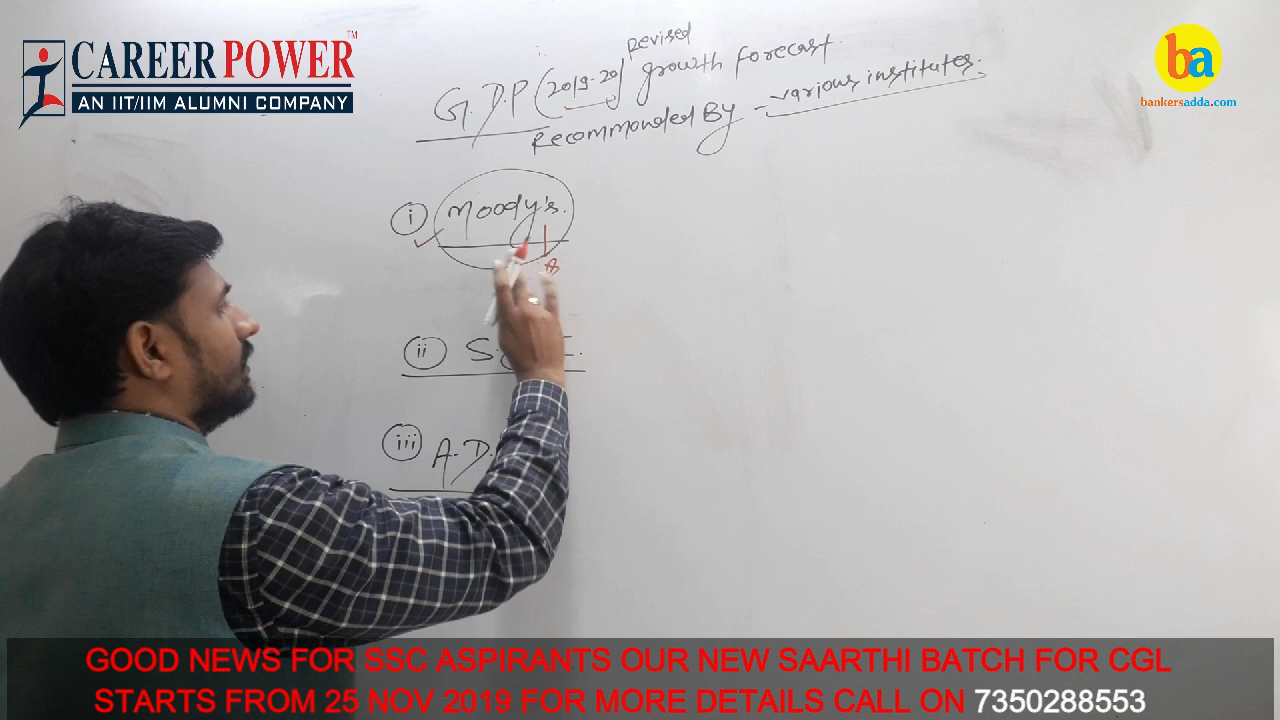 CAREER POWER™
AN IIT/IIM ALUMNI COMPANY
ba
bankersadda.com
revised
G.D.P (2019-20) growth forecast
Recommended By - various institutes.
(i) Moody's.
(ii) S.
(iii) A.D.
GOOD NEWS FOR SSC ASPIRANTS OUR NEW SAARTHI BATCH FOR CGL
STARTS FROM 25 NOV 2019 FOR MORE DETAILS CALL ON 7350288553